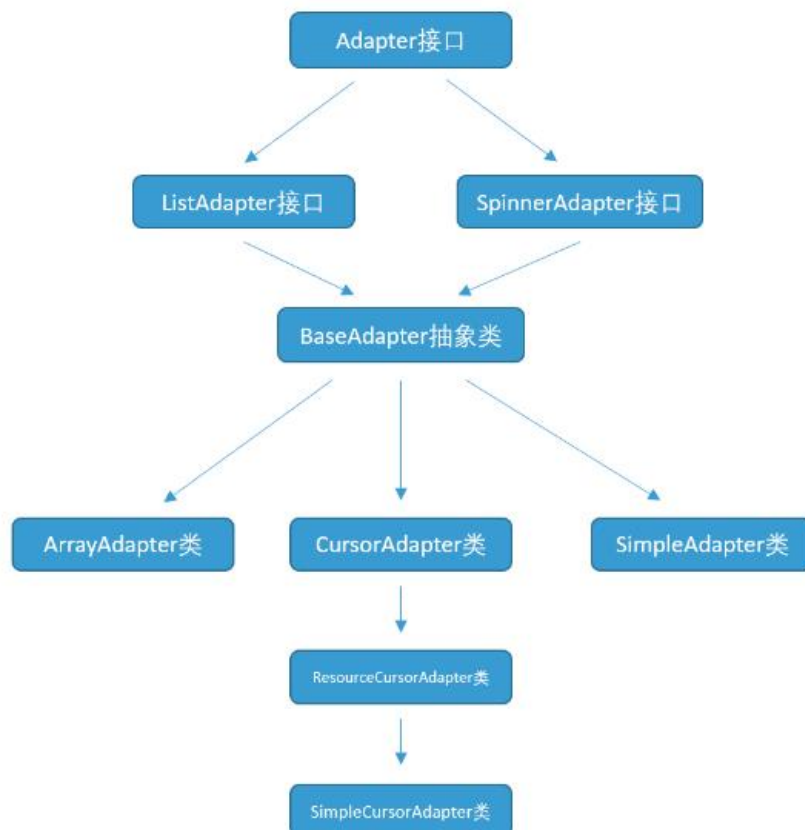 Adapter接口
ListAdapter接口
SpinnerAdapter接口
BaseAdapter抽象类
ArrayAdapter类
CursorAdapter类
SimpleAdapter类
ResourceCursorAdapter类
SimpleCursorAdapter类